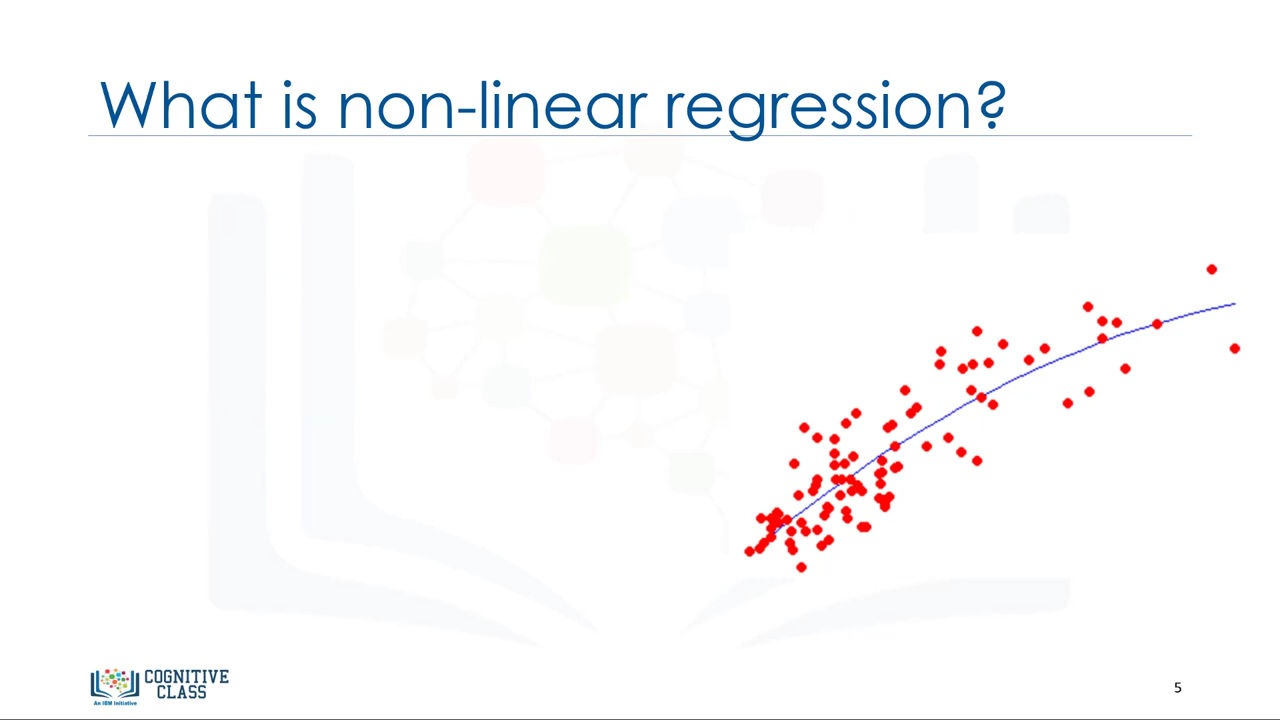 What is non-linear regression?
COGNITIVE
CLASS
An IBM Initiative
5